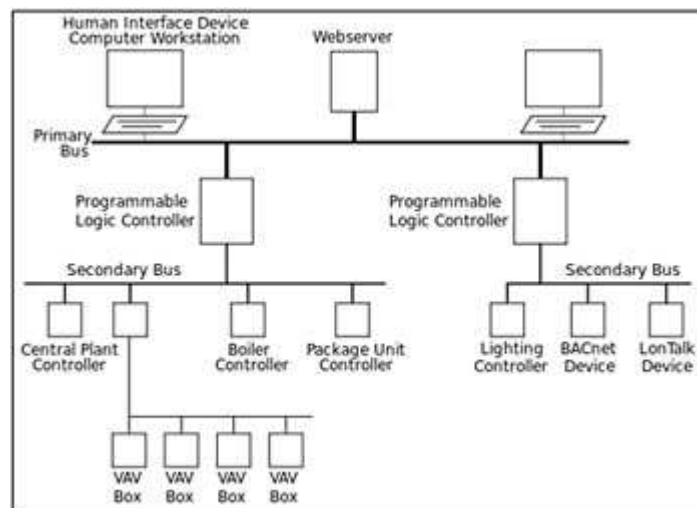 Human Interface Device
Computer Workstation
Webserver
Primary
Bus
Programmable
Logic Controller
Programmable
Logic Controller
Secondary Bus
Secondary Bus
Central Plant
Controller
Boiler
Controller
Package Unit
Controller
Lighting
Controller
BACnet
Device
LonTalk
Device
VAV
Box
VAV
Box
VAV
Box
VAV
Box